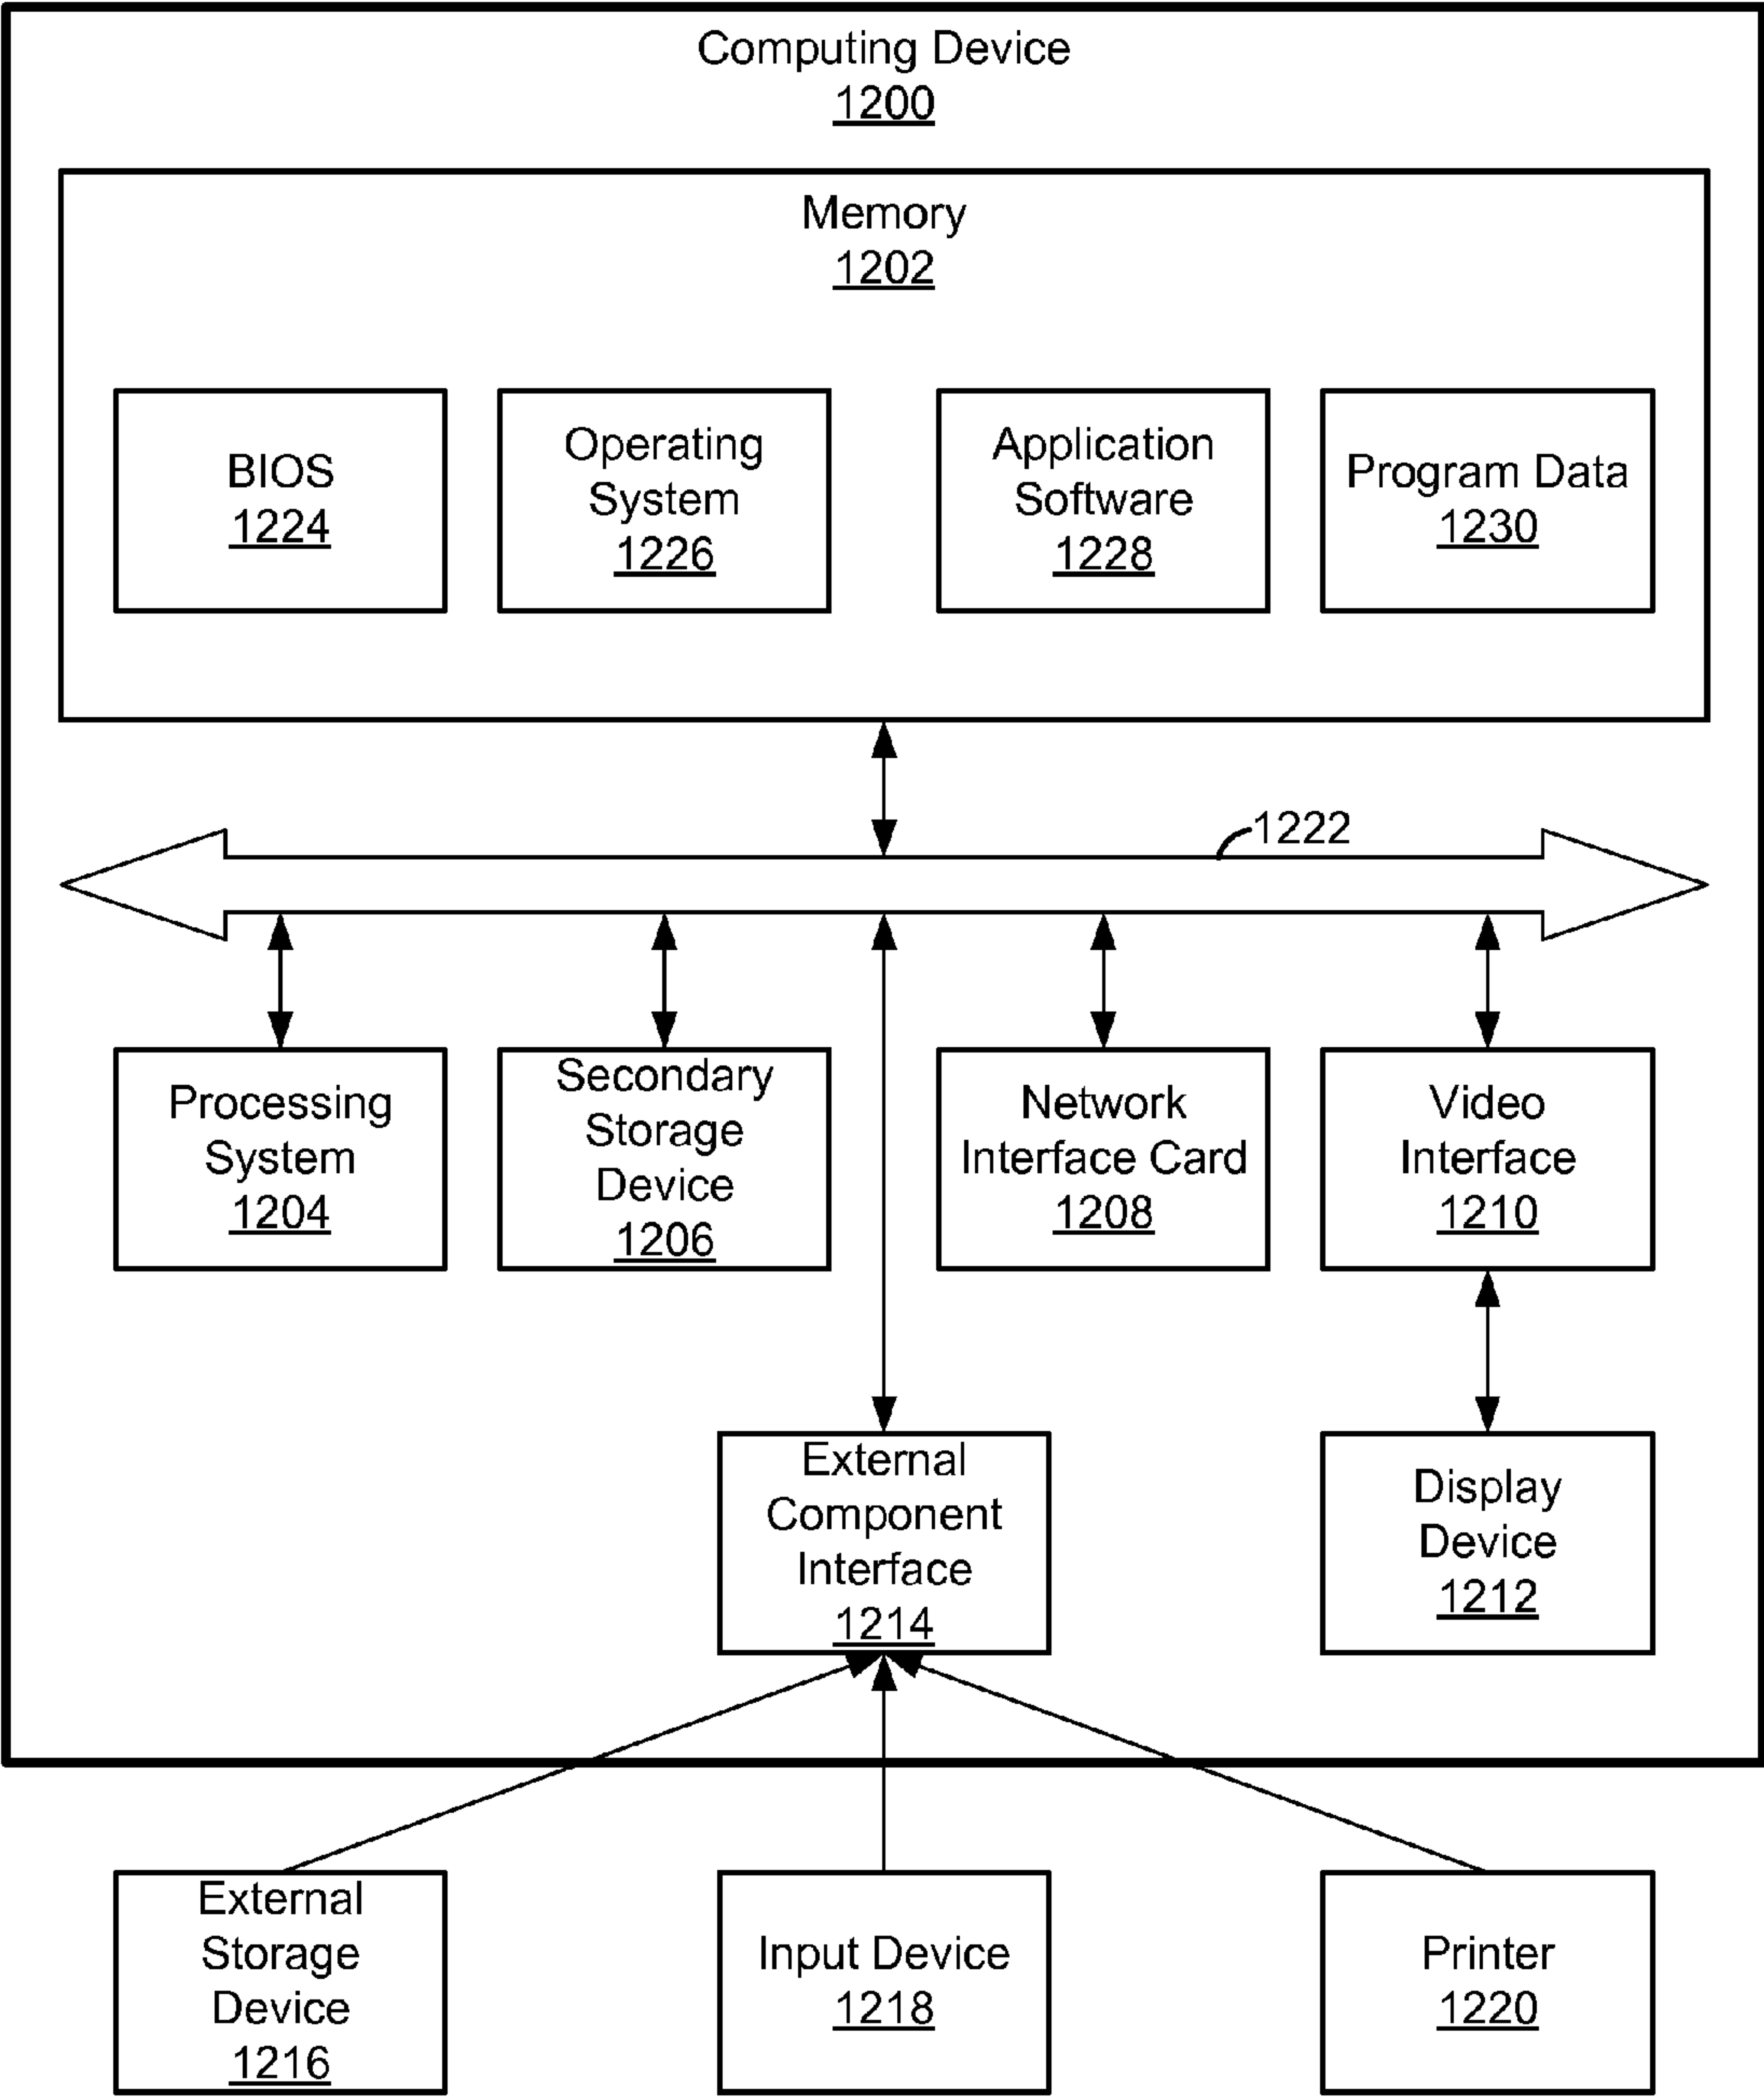 Computing Device
1200
Memory
1202
BIOS
1224
Operating
System
1226
Application
Software
1228
Program Data
1230
1222
Processing
System
1204
Secondary
Storage
Device
1206
Network
Interface Card
1208
Video
Interface
1210
External
Component
Interface
1214
Display
Device
1212
External
Storage
Device
1216
Input Device
1218
Printer
1220